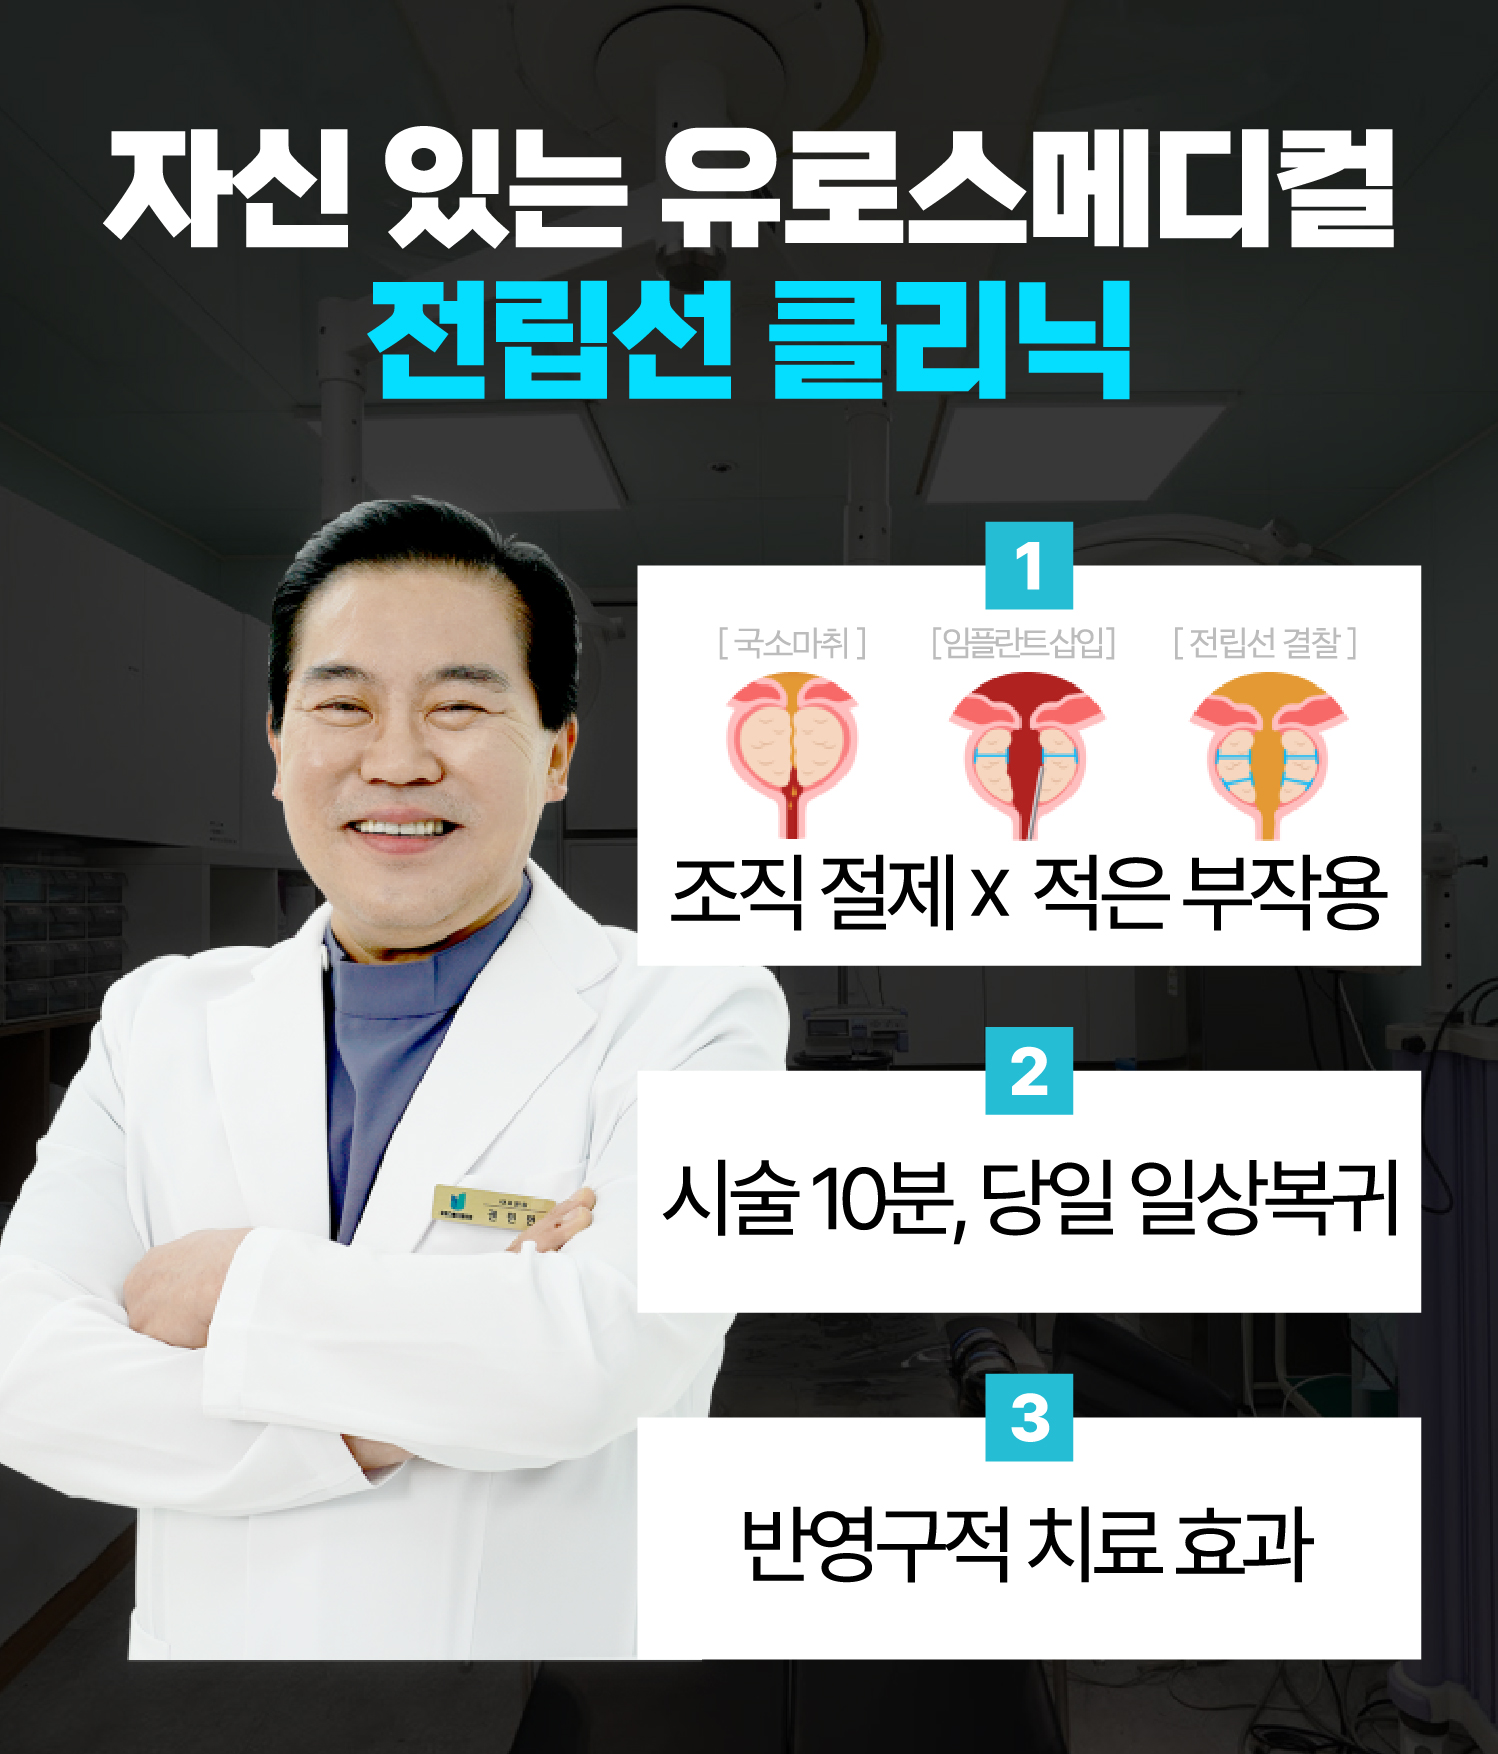 자신 있는 유로스메디컬
전립선 클리닉
1
[ 국소마취 ] [임플란트삽입] [ 전립선 결찰 ]
조직 절제 x 적은 부작용
2
시술 10분, 당일 일상복귀
3
반영구적 치료 효과